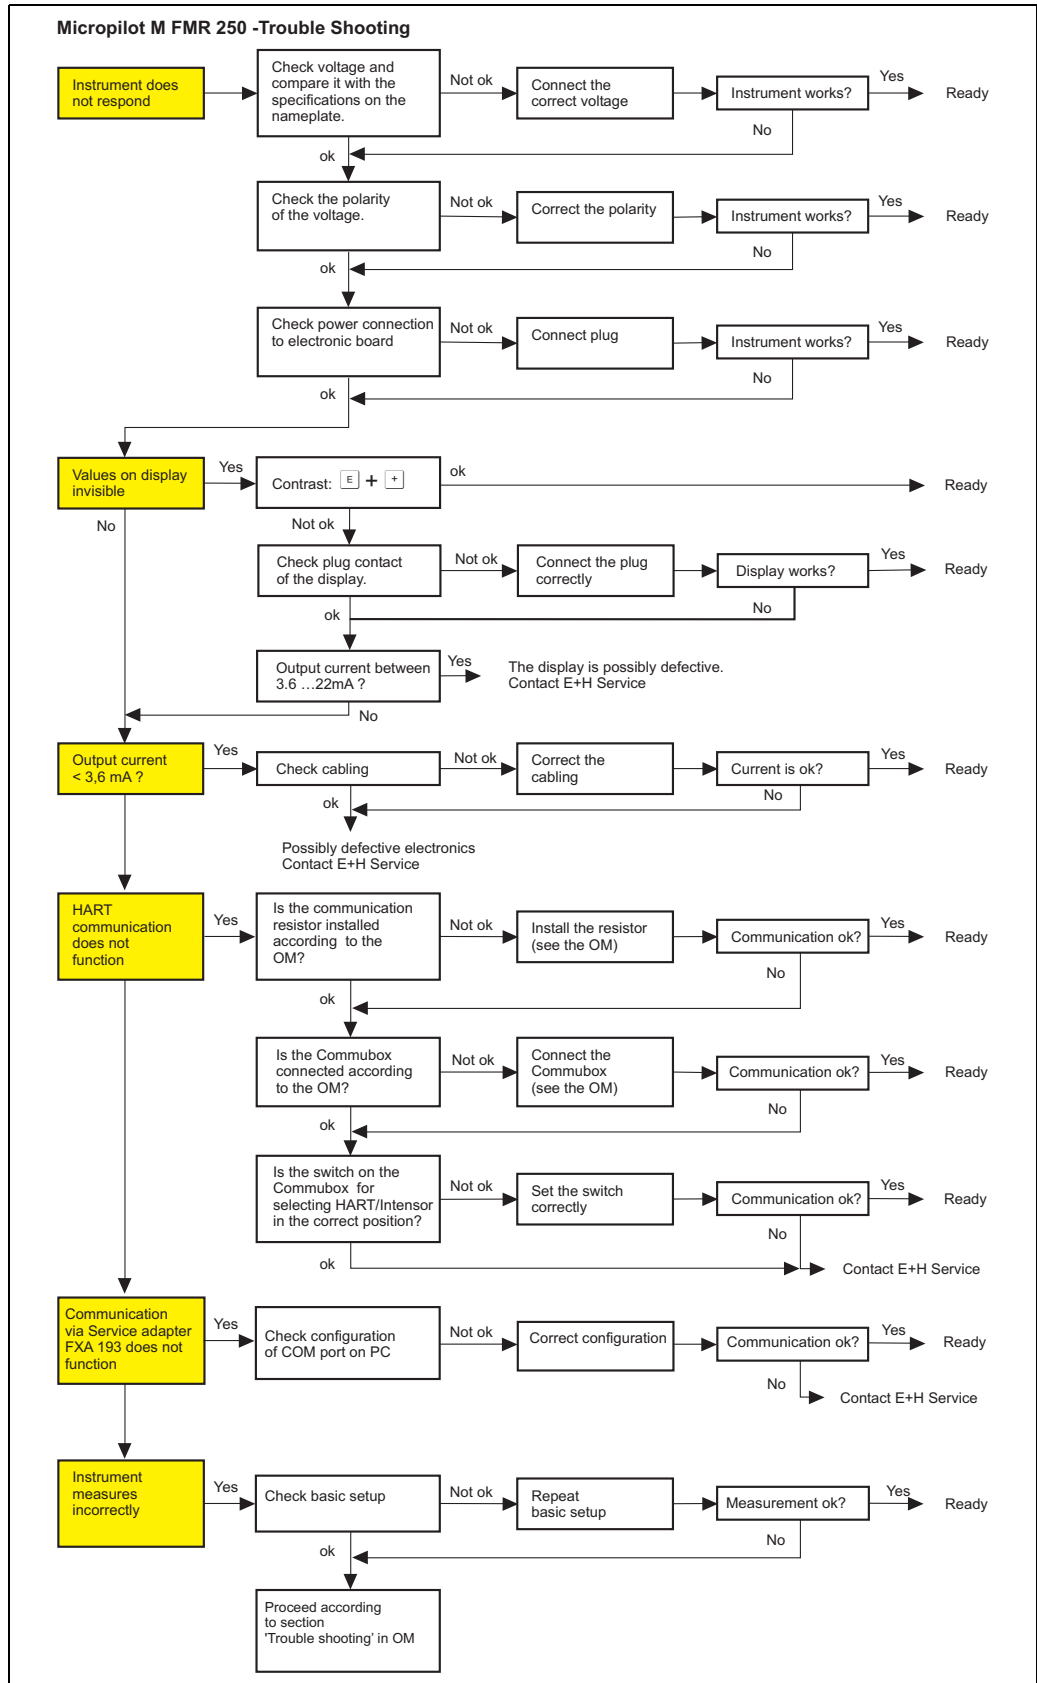 Micropilot M FMR 250 -Trouble Shooting
Instrument does
not respond
Check voltage and
compare it with the
specifications on the
nameplate.
Not ok
Connect the
correct voltage
Instrument works?
Yes
Ready
No
ok
Check the polarity
of the voltage.
Not ok
Correct the polarity
Instrument works?
Yes
Ready
No
ok
Check power connection
to electronic board
Not ok
Connect plug
Instrument works?
Yes
Ready
No
ok
Values on display
invisible
Yes
Contrast: E + +
ok
Ready
No
Not ok
Check plug contact
of the display.
Not ok
Connect the plug
correctly
Display works?
Yes
Ready
No
ok
Output current between
3.6 ...22mA ?
Yes
The display is possibly defective.
Contact E+H Service
No
Output current
< 3,6 mA ?
Yes
Check cabling
Not ok
Correct the
cabling
Current is ok?
Yes
Ready
No
ok
Possibly defective electronics
Contact E+H Service
HART
communication
does not
function
Yes
Is the communication
resistor installed
according to the
OM?
Not ok
Install the resistor
(see the OM)
Communication ok?
Yes
Ready
No
ok
Is the Commubox
connected according
to the OM?
Not ok
Connect the
Commubox
(see the OM)
Communication ok?
Yes
Ready
No
ok
Is the switch on the
Commubox for
selecting HART/Intensor
in the correct position?
Not ok
Set the switch
correctly
Communication ok?
Yes
Ready
No
ok
Contact E+H Service
Communication
via Service adapter
FXA 193 does not
function
Yes
Check configuration
of COM port on PC
Not ok
Correct configuration
Communication ok?
Yes
Ready
No
Contact E+H Service
Instrument
measures
incorrectly
Yes
Check basic setup
Not ok
Repeat
basic setup
Measurement ok?
Yes
Ready
No
ok
Proceed according
to section
'Trouble shooting' in OM